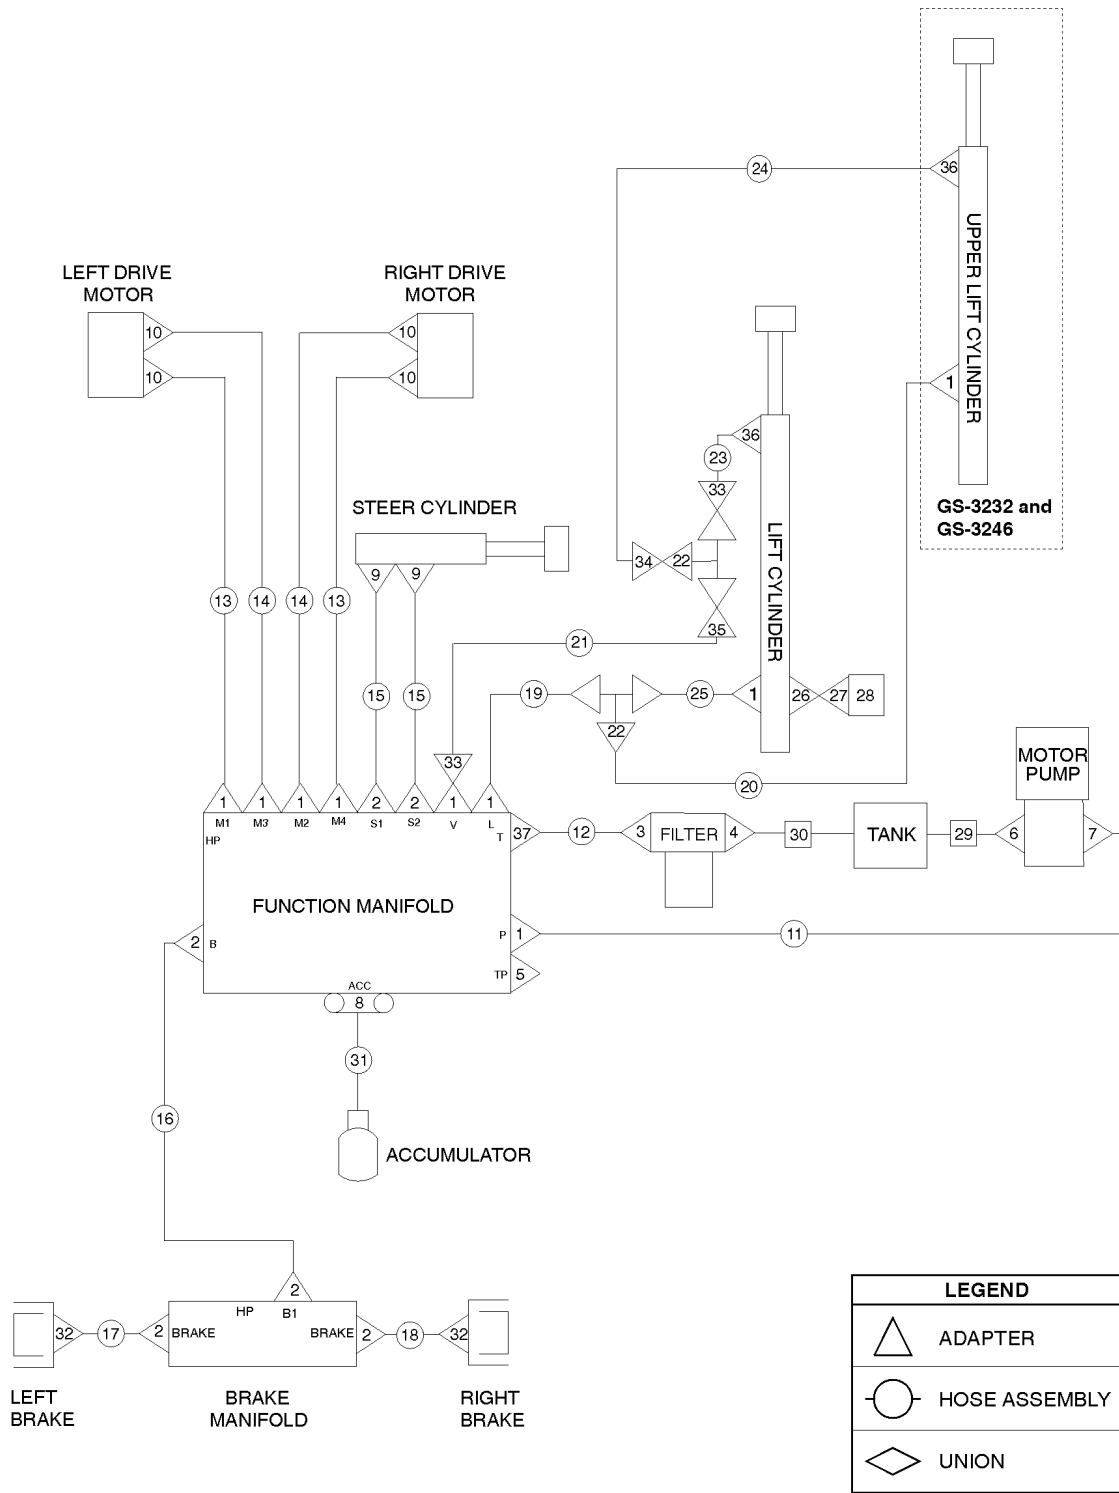 24
36
UPPER LIFT CYLINDER
1
GS-3232 and
GS-3246
LEFT DRIVE
MOTOR
RIGHT DRIVE
MOTOR
10
10
10
10
36
23
33
LIFT CYLINDER
STEER CYLINDER
9
9
34
22
35
13
14
14
13
21
15
15
19
25
1
26
27
28
22
33
20
MOTOR
PUMP
1
1
1
1
2
2
1
1
M1
M3
M2
M4
S1
S2
V
L
HP
T
37
12
3
FILTER
4
30
TANK
29
6
7
FUNCTION MANIFOLD
2
B
P
1
11
TP
5
ACC
8
31
16
ACCUMULATOR
2
HP
B1
32
17
2
BRAKE
BRAKE
2
18
32
LEFT
BRAKE
BRAKE
MANIFOLD
RIGHT
BRAKE
LEGEND
ADAPTER
HOSE ASSEMBLY
UNION